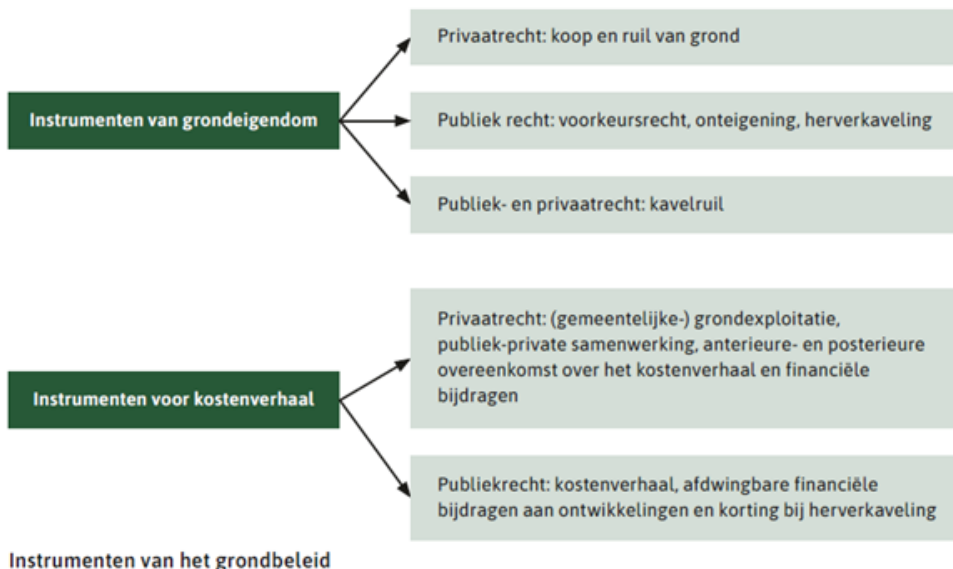 Privaatrecht: koop en ruil van grond
Instrumenten van grondeigendom
Publiek recht: voorkeursrecht, onteigening, herverkaveling
Publiek- en privaatrecht: kavelruil
Privaatrecht: (gemeentelijke-) grondexploitatie,
publiek-private samenwerking, anterieure- en posterieure
overeenkomst over het kostenverhaal en financiële
bijdragen
Instrumenten voor kostenverhaal
Publiekrecht: kostenverhaal, afdwingbare financiële
bijdragen aan ontwikkelingen en korting bij herverkaveling
Instrumenten van het grondbeleid